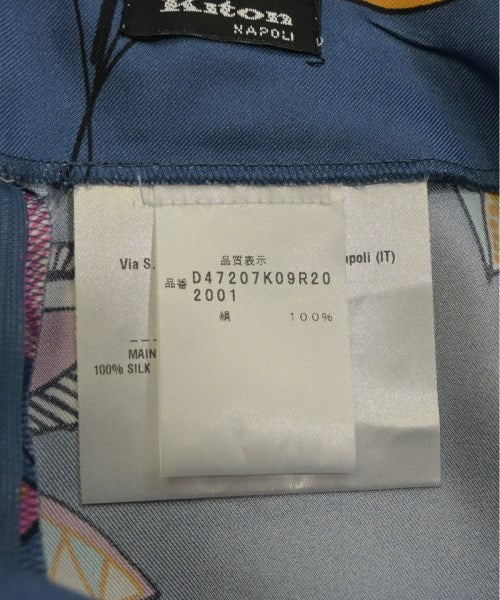 Kiton
NAPOLI
品質表示
Via S. apoli (IT)
品番 D47207K09R20
2001
絹 100%
MAIN
100% SILK